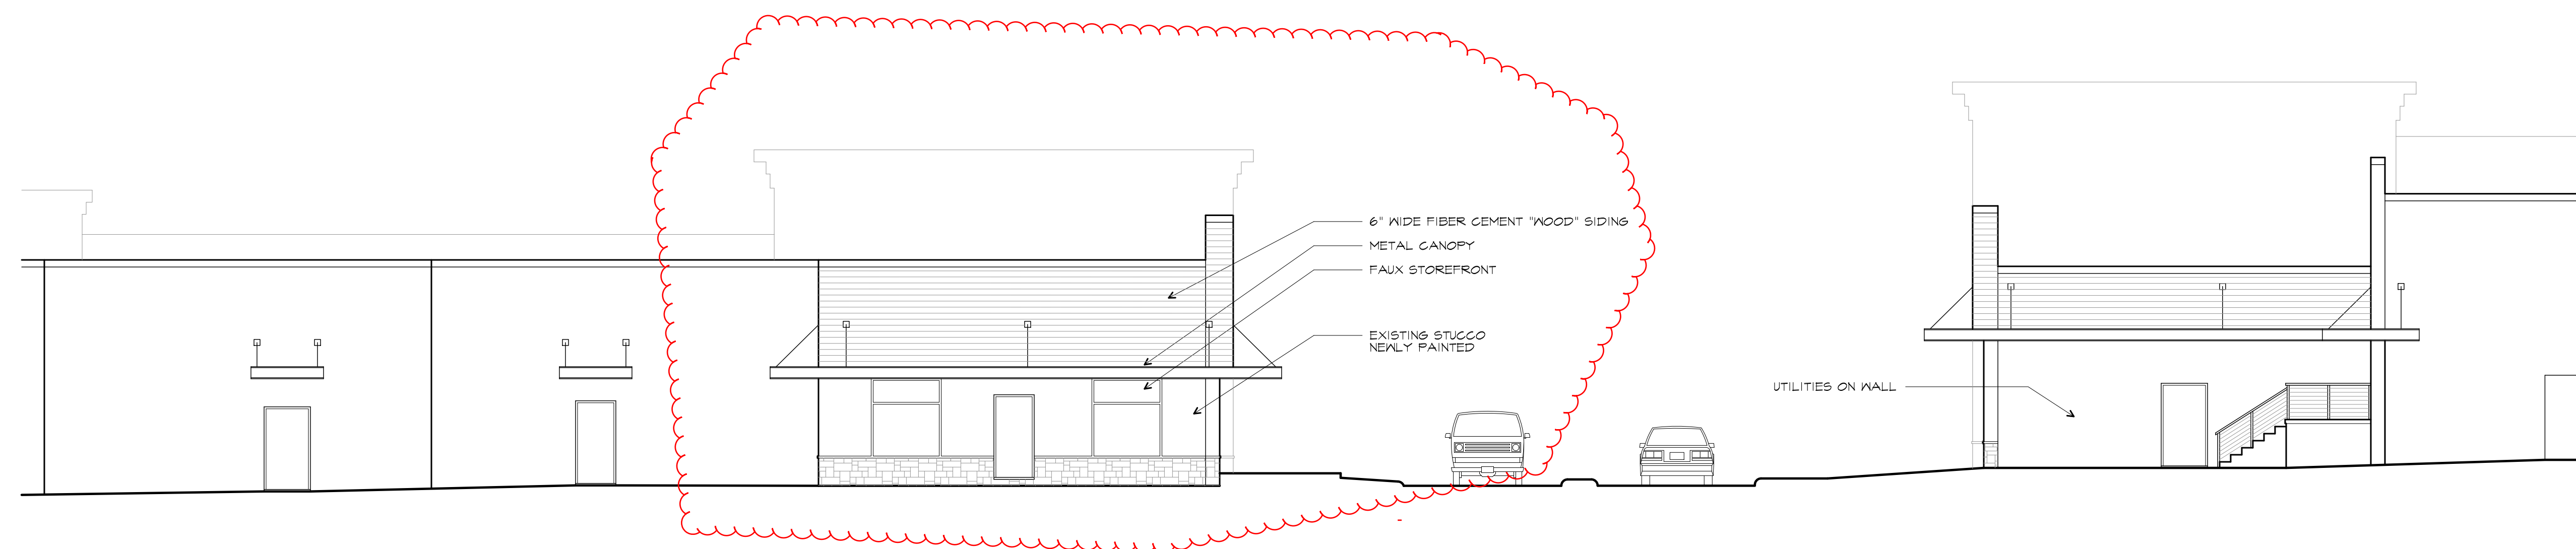 6" WIDE FIBER CEMENT "WOOD" SIDING
METAL CANOPY
FAUX STOREFRONT
EXISTING STUCCO
NEWLY PAINTED
UTILITIES ON WALL